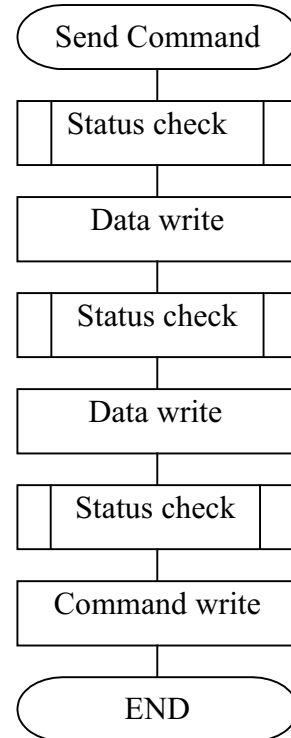 Send Command
Status check
Data write
Status check
Data write
Status check
Command write
END